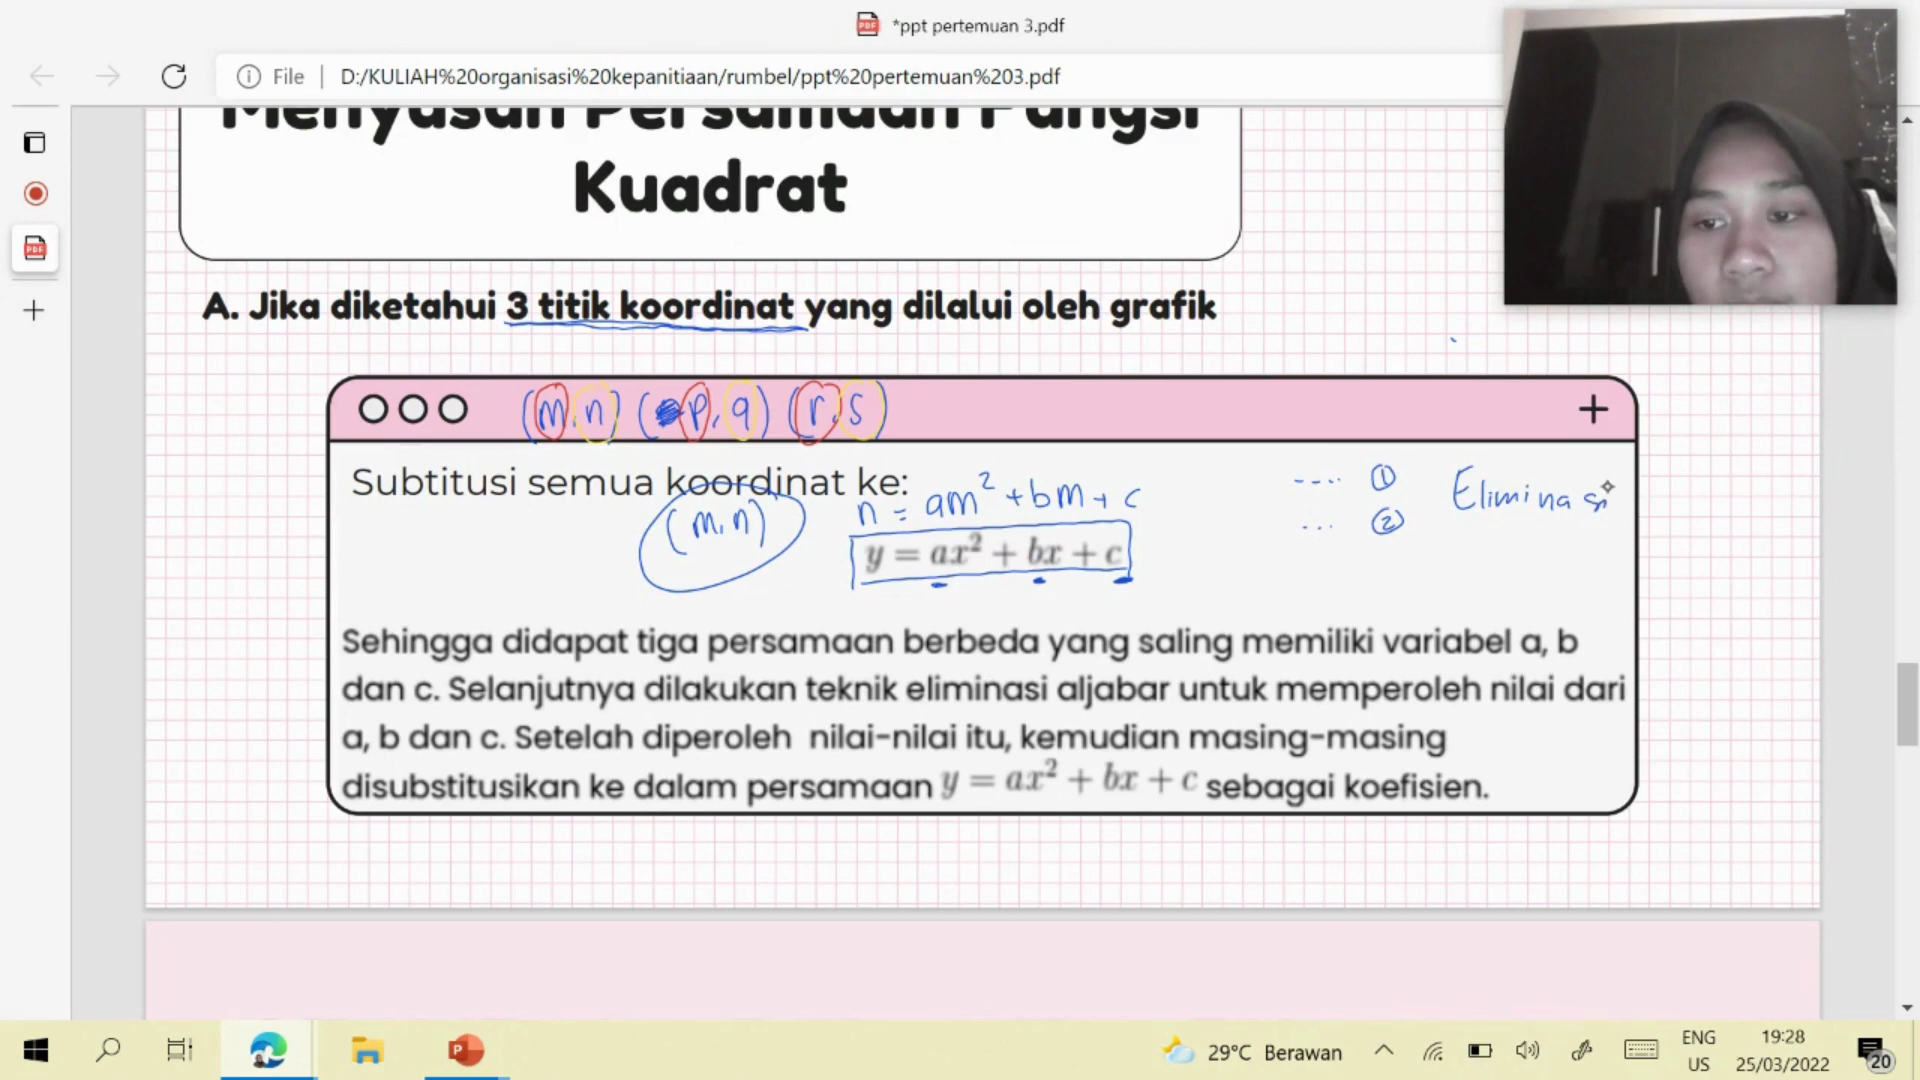 *ppt pertemuan 3.pdf
File | D:/KULIAH%20organisasi%20kepanitiaan/rumbel/ppt%20pertemuan%203.pdf
Menyusun Persamaan Fungsi
Kuadrat
A. Jika diketahui 3 titik koordinat yang dilalui oleh grafik
(m, n) (p, q) (r, s)
Subtitusi semua koordinat ke:
(m, n)
n = am² + bm + c
y = ax² + bx + c
---- ①
... ②
Eliminasi
Sehingga didapat tiga persamaan berbeda yang saling memiliki variabel a, b
dan c. Selanjutnya dilakukan teknik eliminasi aljabar untuk memperoleh nilai dari
a, b dan c. Setelah diperoleh nilai-nilai itu, kemudian masing-masing
disubstitusikan ke dalam persamaan y = ax² + bx + c sebagai koefisien.
29°C Berawan
ENG
US
19:28
25/03/2022
20